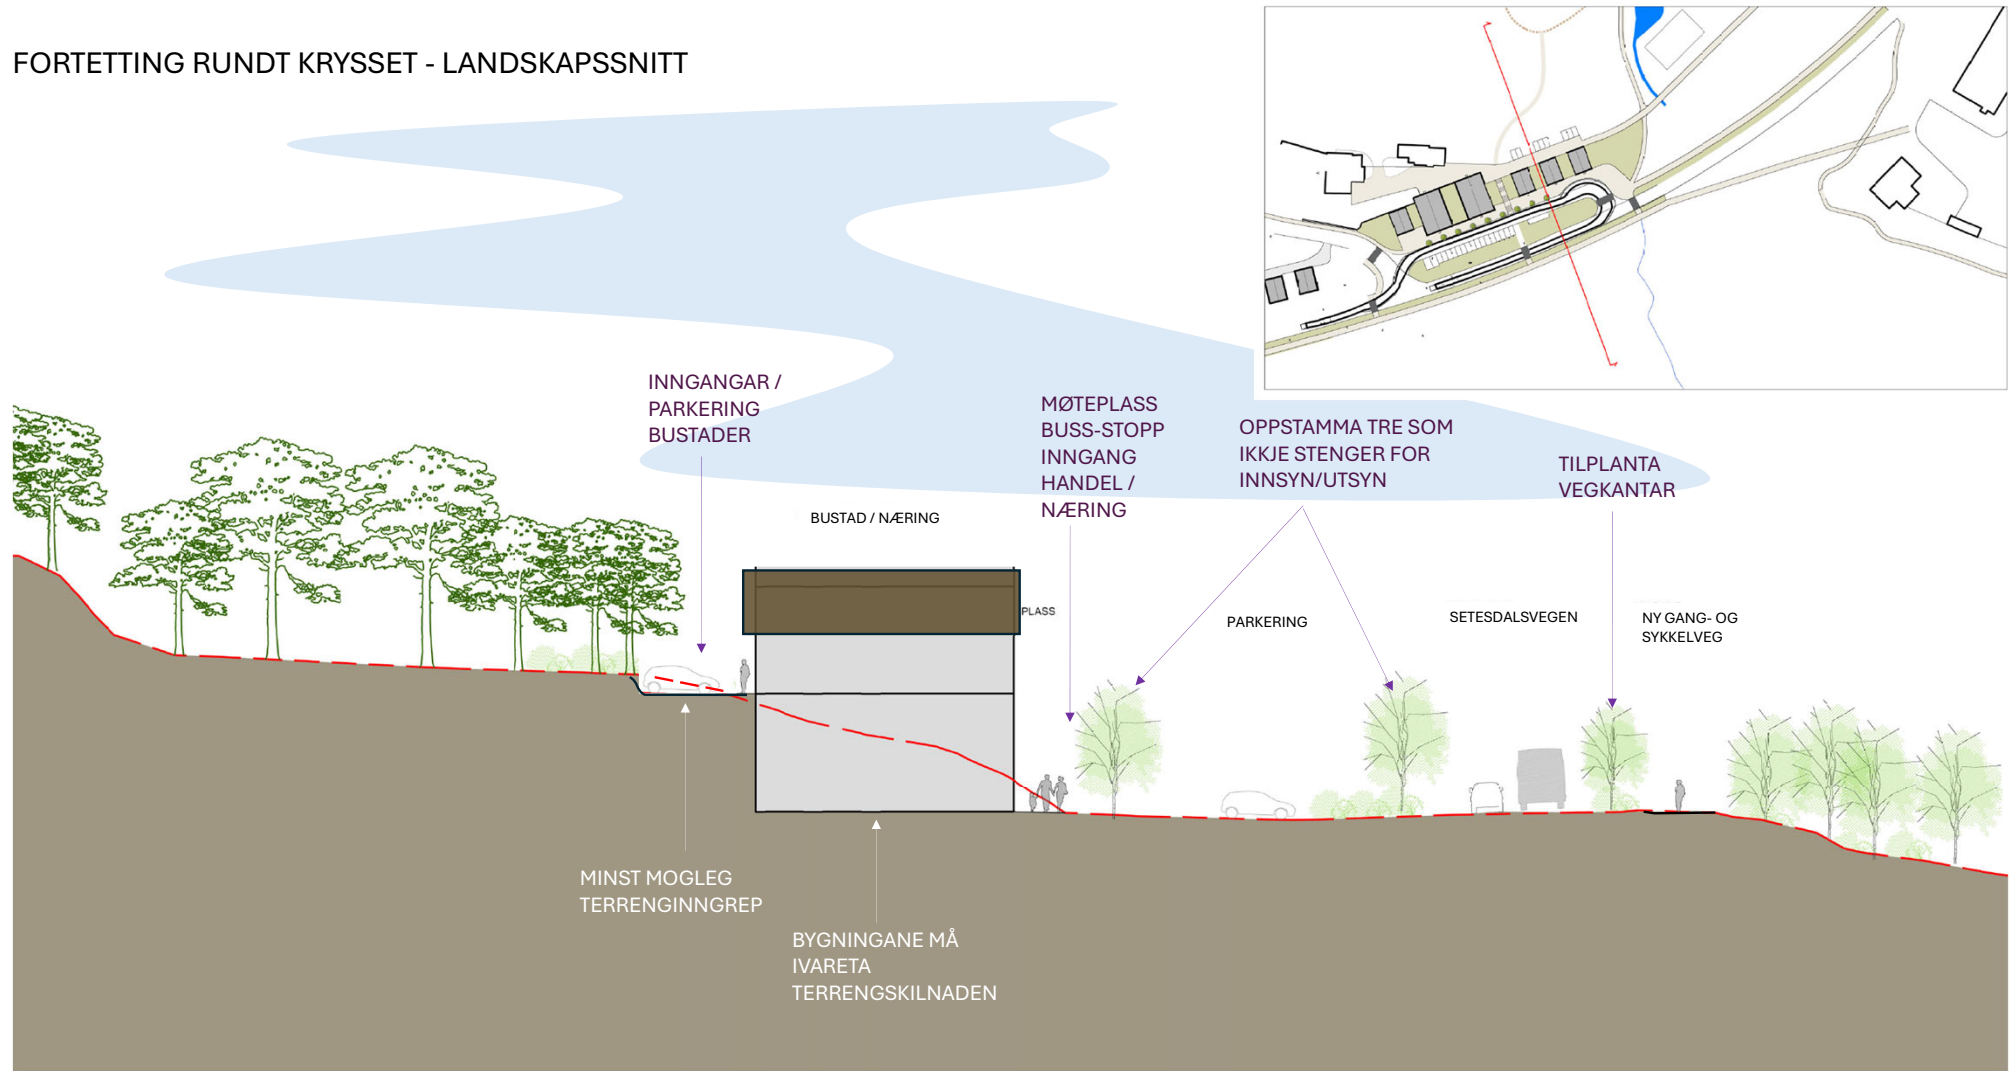 FORTETTING RUNDT KRYSSET - LANDSKAPSSNITT
INNGANGAR /
PARKERING
BUSTADER
MØTEPLASS
BUSS-STOPP
INNGANG
HANDEL /
NÆRING
OPPSTAMMA TRE SOM
IKKJE STENGER FOR
INNSYN/UTSYN
TILPLANTA
VEGKANTAR
BUSTAD / NÆRING
PLASS
PARKERING
SETESDALSVEGEN
NY GANG- OG
SYKKELVEG
MINST MOGLEG
TERRENGINNGREP
BYGNINGANE MÅ
IVARETA
TERRENGSKILNADEN